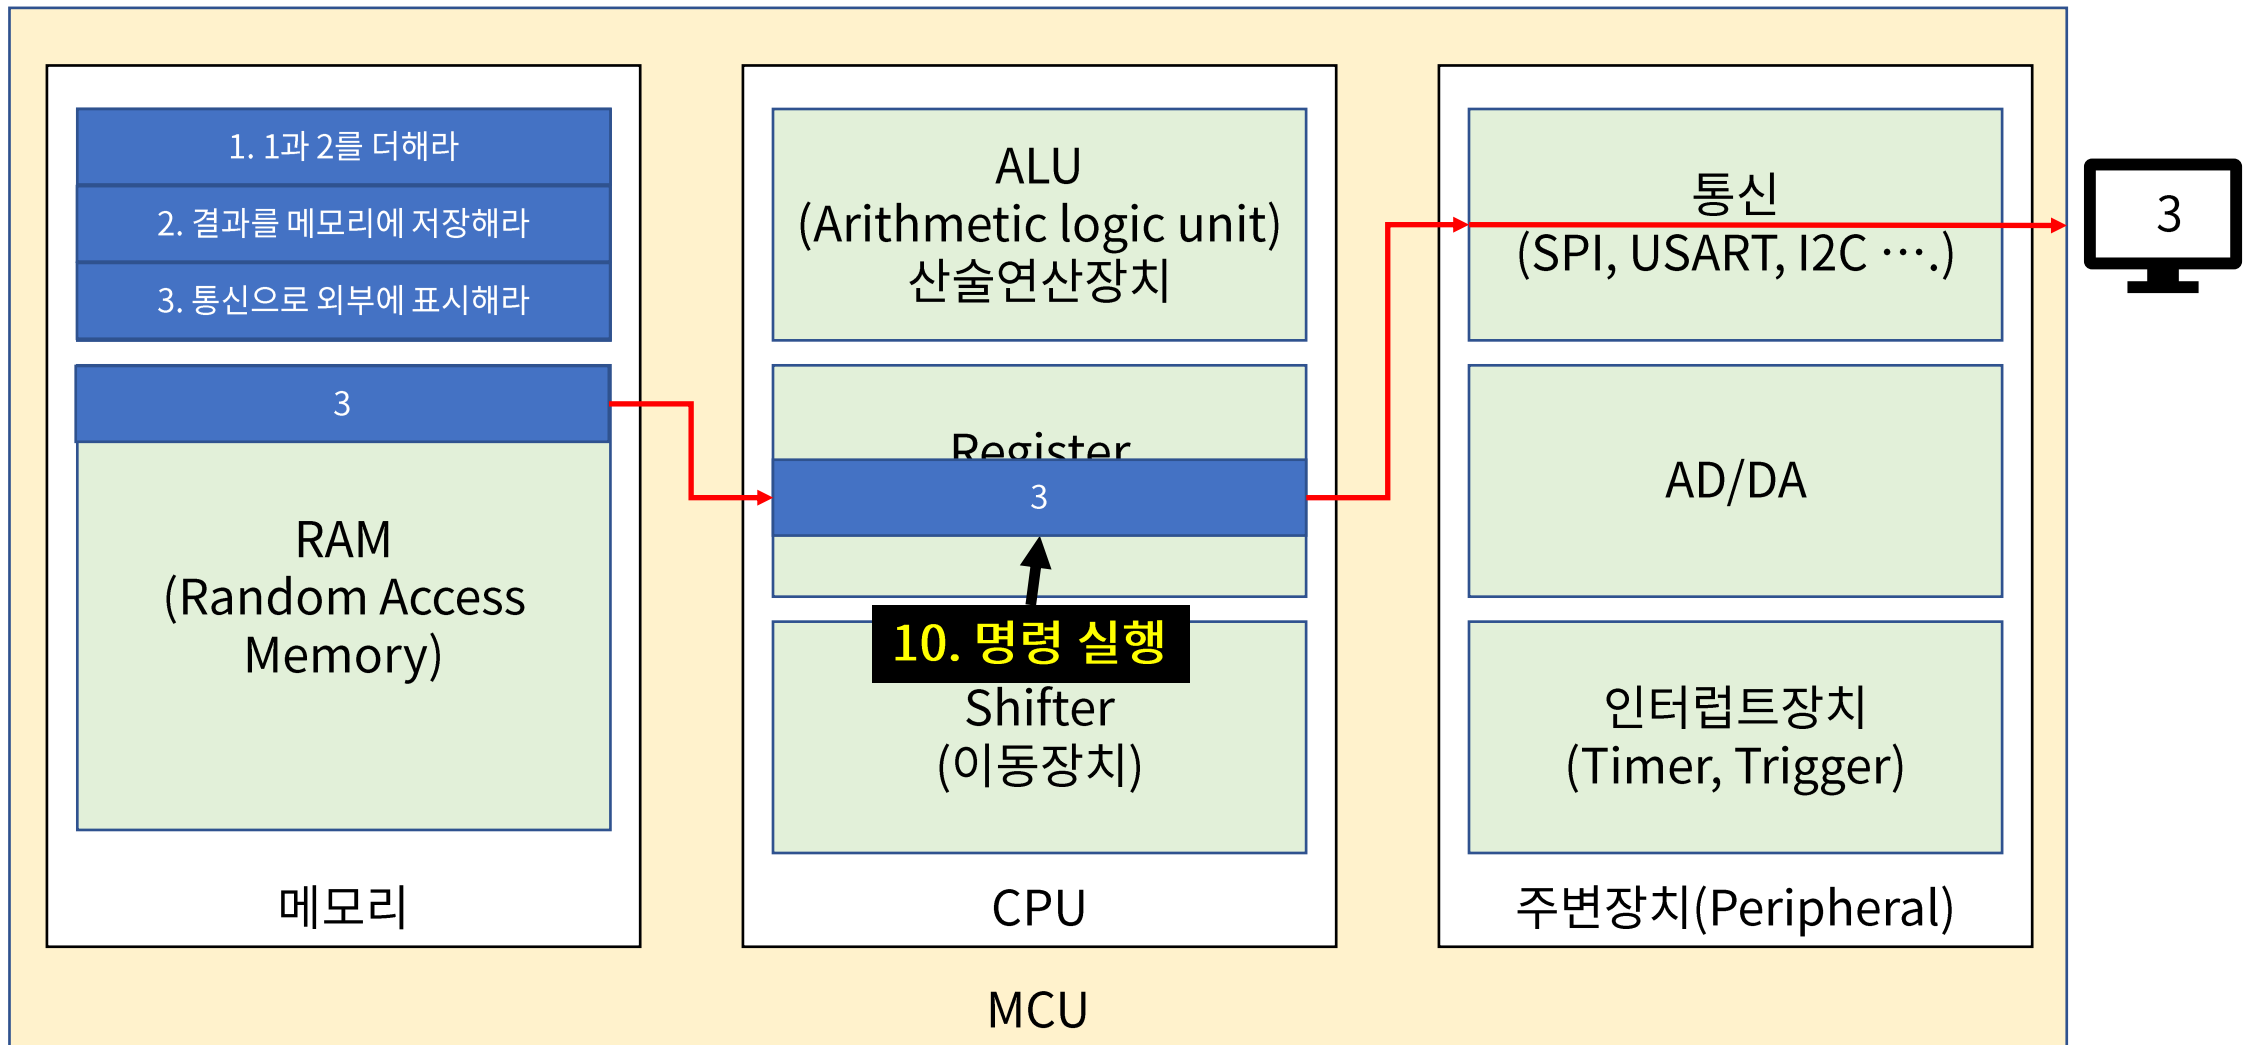 1. 1과 2를 더해라
2. 결과를 메모리에 저장해라
3. 통신으로 외부에 표시해라
3
RAM
(Random Access
Memory)
메모리
ALU
(Arithmetic logic unit)
산술연산장치
Register
3
10. 명령 실행
Shifter
(이동장치)
CPU
통신
(SPI, USART, I2C ⋯.)
AD/DA
인터럽트장치
(Timer, Trigger)
주변장치(Peripheral)
3
MCU